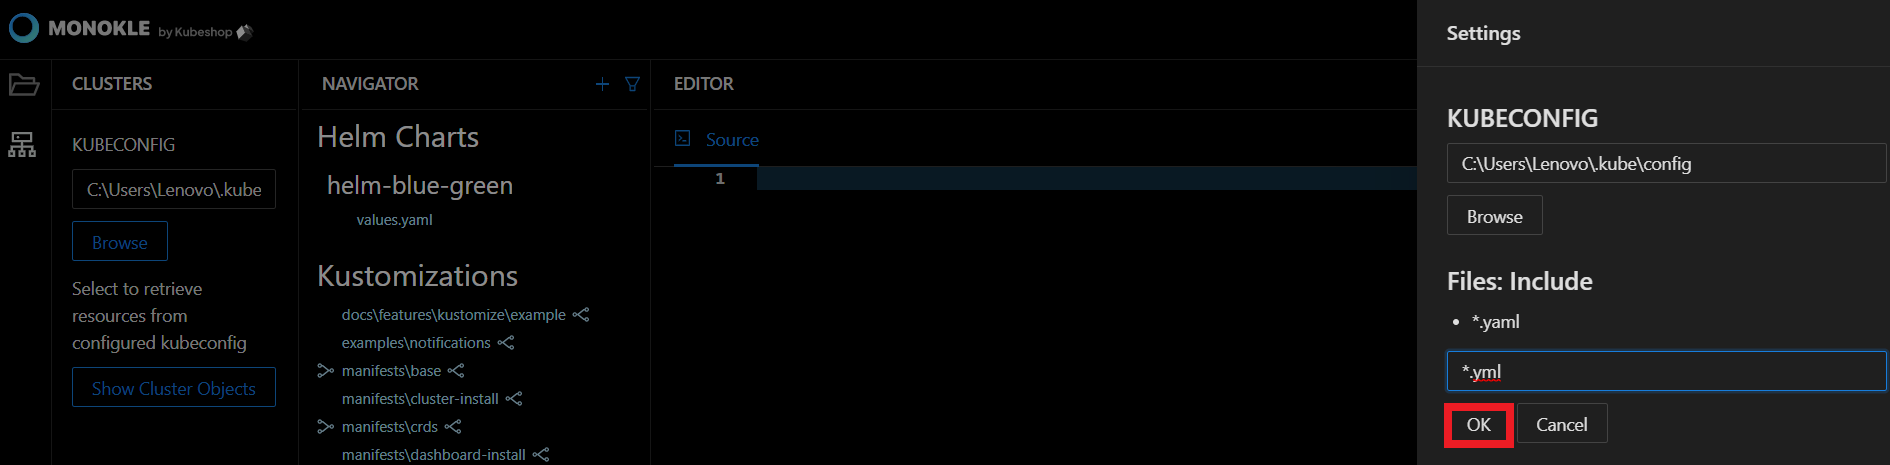 MONOKLE by Kubeshop
CLUSTERS
KUBECONFIG
C:\Users\Lenovo\.kube
Browse
Select to retrieve
resources from
configured kubeconfig
Show Cluster Objects
NAVIGATOR
Helm Charts
helm-blue-green
values.yaml
Kustomizations
docs\features\kustomize\example
examples\notifications
manifests\base
manifests\cluster-install
manifests\crds
manifests\dashboard-install
EDITOR
Source
1
Settings
KUBECONFIG
C:\Users\Lenovo\.kube\config
Browse
Files: Include
• *.yaml
*.yml
OK Cancel